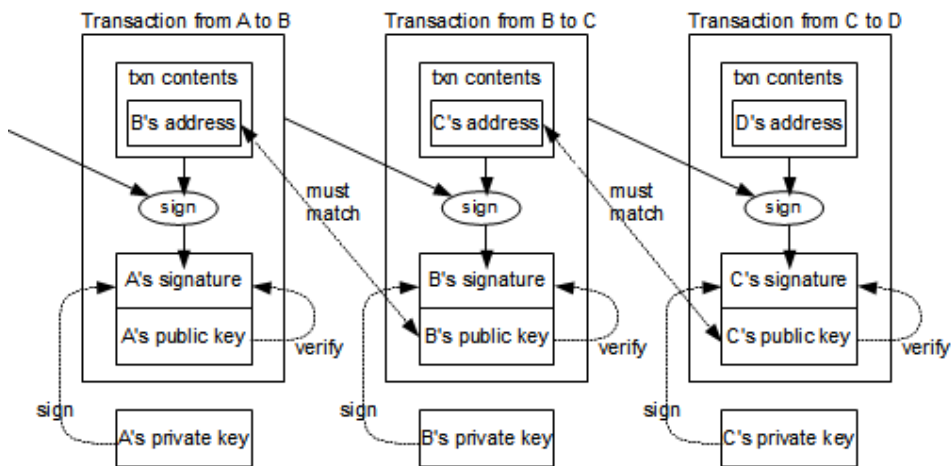 Transaction from A to B
txn contents
B's address
sign
A's signature
A's public key
verify
sign
A's private key
must
match
Transaction from B to C
txn contents
C's address
sign
B's signature
B's public key
verify
sign
B's private key
must
match
Transaction from C to D
txn contents
D's address
sign
C's signature
C's public key
verify
sign
C's private key